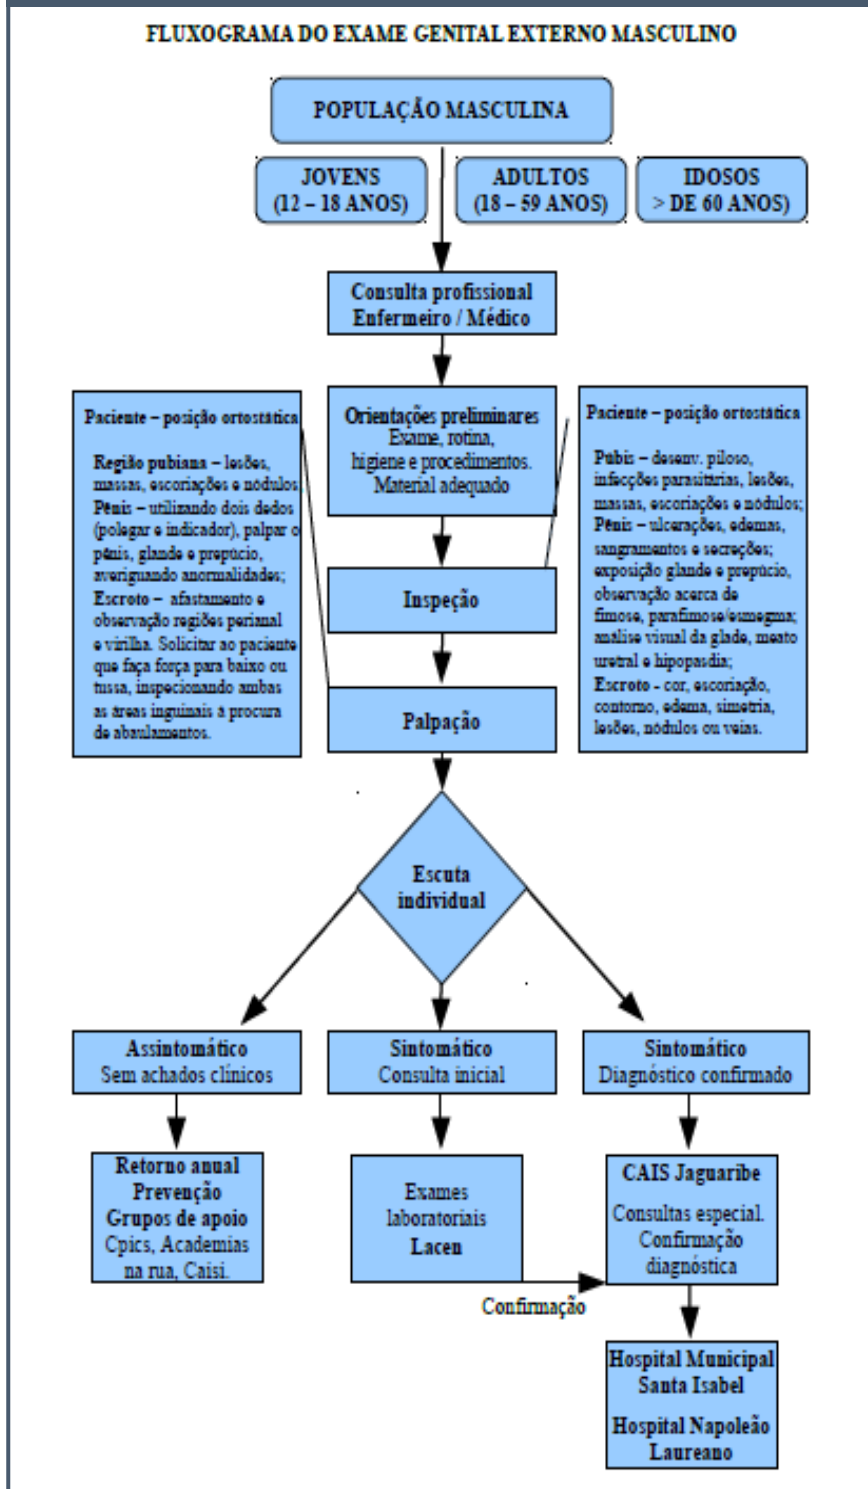 FLUXOGRAMA DO EXAME GENITAL EXTERNO MASCULINO
POPULAÇÃO MASCULINA
JOVENS
(12 – 18 ANOS)
ADULTOS
(18 – 59 ANOS)
IDOSOS
> DE 60 ANOS)
Consulta profissional
Enfermeiro / Médico
Paciente – posição ortostática
Região pubiana – lesões,
massas, escoriações e nódulos
Pênis – utilizando dois dedos
(polegar e indicador), palpar o
pênis, glande e prepúcio,
averiguando anormalidades;
Escroto – afastamento e
observação regiões perianal
e virilha. Solicitar ao paciente
que faça força para baixo ou
tussa, inspecionando ambas
as áreas inguinais à procura
de abaulamentos.
Orientações preliminares
Exame, rotina,
higiene e procedimentos.
Material adequado
Inspeção
Palpação
Paciente – posição ortostática
Púbis – desenv. piloso,
infecções parasitárias, lesões,
massas, escoriações e nódulos;
Pênis – ulcerações, edemas,
sangramentos e secreções;
exposição glande e prepúcio,
observação acerca de
fimose, parafimose/esmegma;
análise visual da glade, meato
uretral e hipopasdia;
Escroto - cor, escoriação,
contorno, edema, simetria,
lesões, nódulos ou veias.
Escuta
individual
Assintomático
Sem achados clínicos
Sintomático
Consulta inicial
Sintomático
Diagnóstico confirmado
Retorno anual
Prevenção
Grupos de apoio
Cpics, Academias
na rua, Caisi.
Exames
laboratoriais
Lacen
Confirmação
CAIS Jaguaribe
Consultas especial.
Confirmação
diagnóstica
Hospital Municipal
Santa Isabel
Hospital Napoleão
Laureano